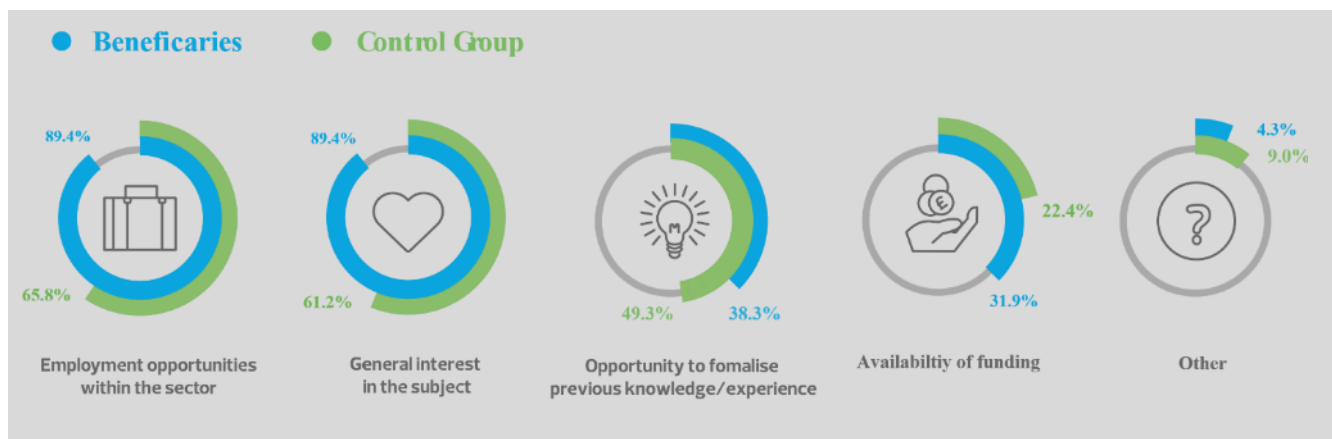 Beneficaries
Control Group
89.4%
65.8%
Employment opportunities
within the sector
89.4%
61.2%
General interest
in the subject
49.3%
38.3%
Opportunity to fomalise
previous knowledge/experience
£
22.4%
31.9%
Availabiltiy of funding
?
4.3%
9.0%
Other